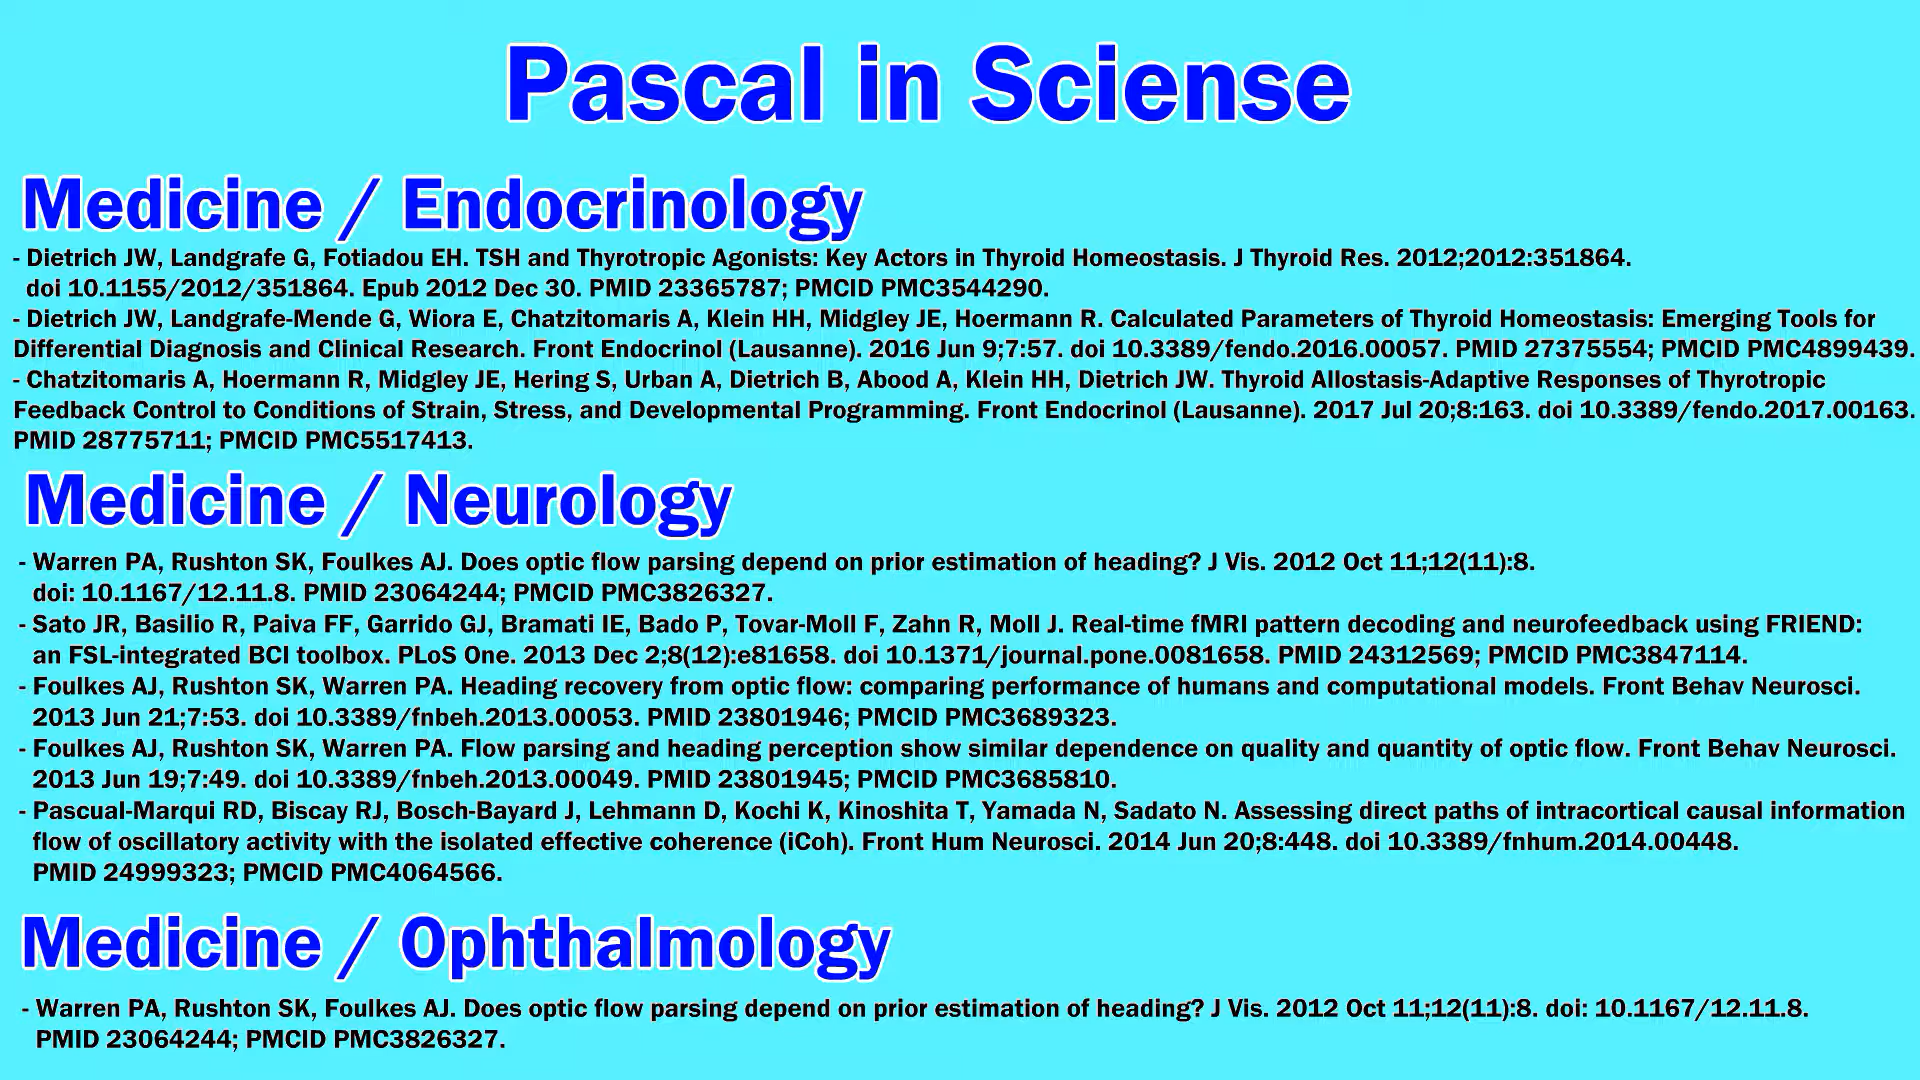 Pascal in Sciense
Medicine / Endocrinology
- Dietrich JW, Landgrafe G, Fotiadou EH. TSH and Thyrotropic Agonists: Key Actors in Thyroid Homeostasis. J Thyroid Res. 2012;2012:351864.
doi 10.1155/2012/351864. Epub 2012 Dec 30. PMID 23365787; PMCID PMC3544290.
- Dietrich JW, Landgrafe-Mende G, Wiora E, Chatzitomaris A, Klein HH, Midgley JE, Hoermann R. Calculated Parameters of Thyroid Homeostasis: Emerging Tools for
Differential Diagnosis and Clinical Research. Front Endocrinol (Lausanne). 2016 Jun 9;7:57. doi 10.3389/fendo.2016.00057. PMID 27375554; PMCID PMC4899439.
- Chatzitomaris A, Hoermann R, Midgley JE, Hering S, Urban A, Dietrich B, Abood A, Klein HH, Dietrich JW. Thyroid Allostasis-Adaptive Responses of Thyrotropic
Feedback Control to Conditions of Strain, Stress, and Developmental Programming. Front Endocrinol (Lausanne). 2017 Jul 20;8:163. doi 10.3389/fendo.2017.00163.
PMID 28775711; PMCID PMC5517413.
Medicine / Neurology
- Warren PA, Rushton SK, Foulkes AJ. Does optic flow parsing depend on prior estimation of heading? J Vis. 2012 Oct 11;12(11):8.
doi: 10.1167/12.11.8. PMID 23064244; PMCID PMC3826327.
- Sato JR, Basilio R, Paiva FF, Garrido GJ, Bramati IE, Bado P, Tovar-Moll F, Zahn R, Moll J. Real-time fMRI pattern decoding and neurofeedback using FRIEND:
an FSL-integrated BCI toolbox. PLoS One. 2013 Dec 2;8(12):e81658. doi 10.1371/journal.pone.0081658. PMID 24312569; PMCID PMC3847114.
- Foulkes AJ, Rushton SK, Warren PA. Heading recovery from optic flow: comparing performance of humans and computational models. Front Behav Neurosci.
2013 Jun 21;7:53. doi 10.3389/fnbeh.2013.00053. PMID 23801946; PMCID PMC3689323.
- Foulkes AJ, Rushton SK, Warren PA. Flow parsing and heading perception show similar dependence on quality and quantity of optic flow. Front Behav Neurosci.
2013 Jun 19;7:49. doi 10.3389/fnbeh.2013.00049. PMID 23801945; PMCID PMC3685810.
- Pascual-Marqui RD, Biscay RJ, Bosch-Bayard J, Lehmann D, Kochi K, Kinoshita T, Yamada N, Sadato N. Assessing direct paths of intracortical causal information
flow of oscillatory activity with the isolated effective coherence (iCoh). Front Hum Neurosci. 2014 Jun 20;8:448. doi 10.3389/fnhum.2014.00448.
PMID 24999323; PMCID PMC4064566.
Medicine / Ophthalmology
- Warren PA, Rushton SK, Foulkes AJ. Does optic flow parsing depend on prior estimation of heading? J Vis. 2012 Oct 11;12(11):8. doi: 10.1167/12.11.8.
PMID 23064244; PMCID PMC3826327.